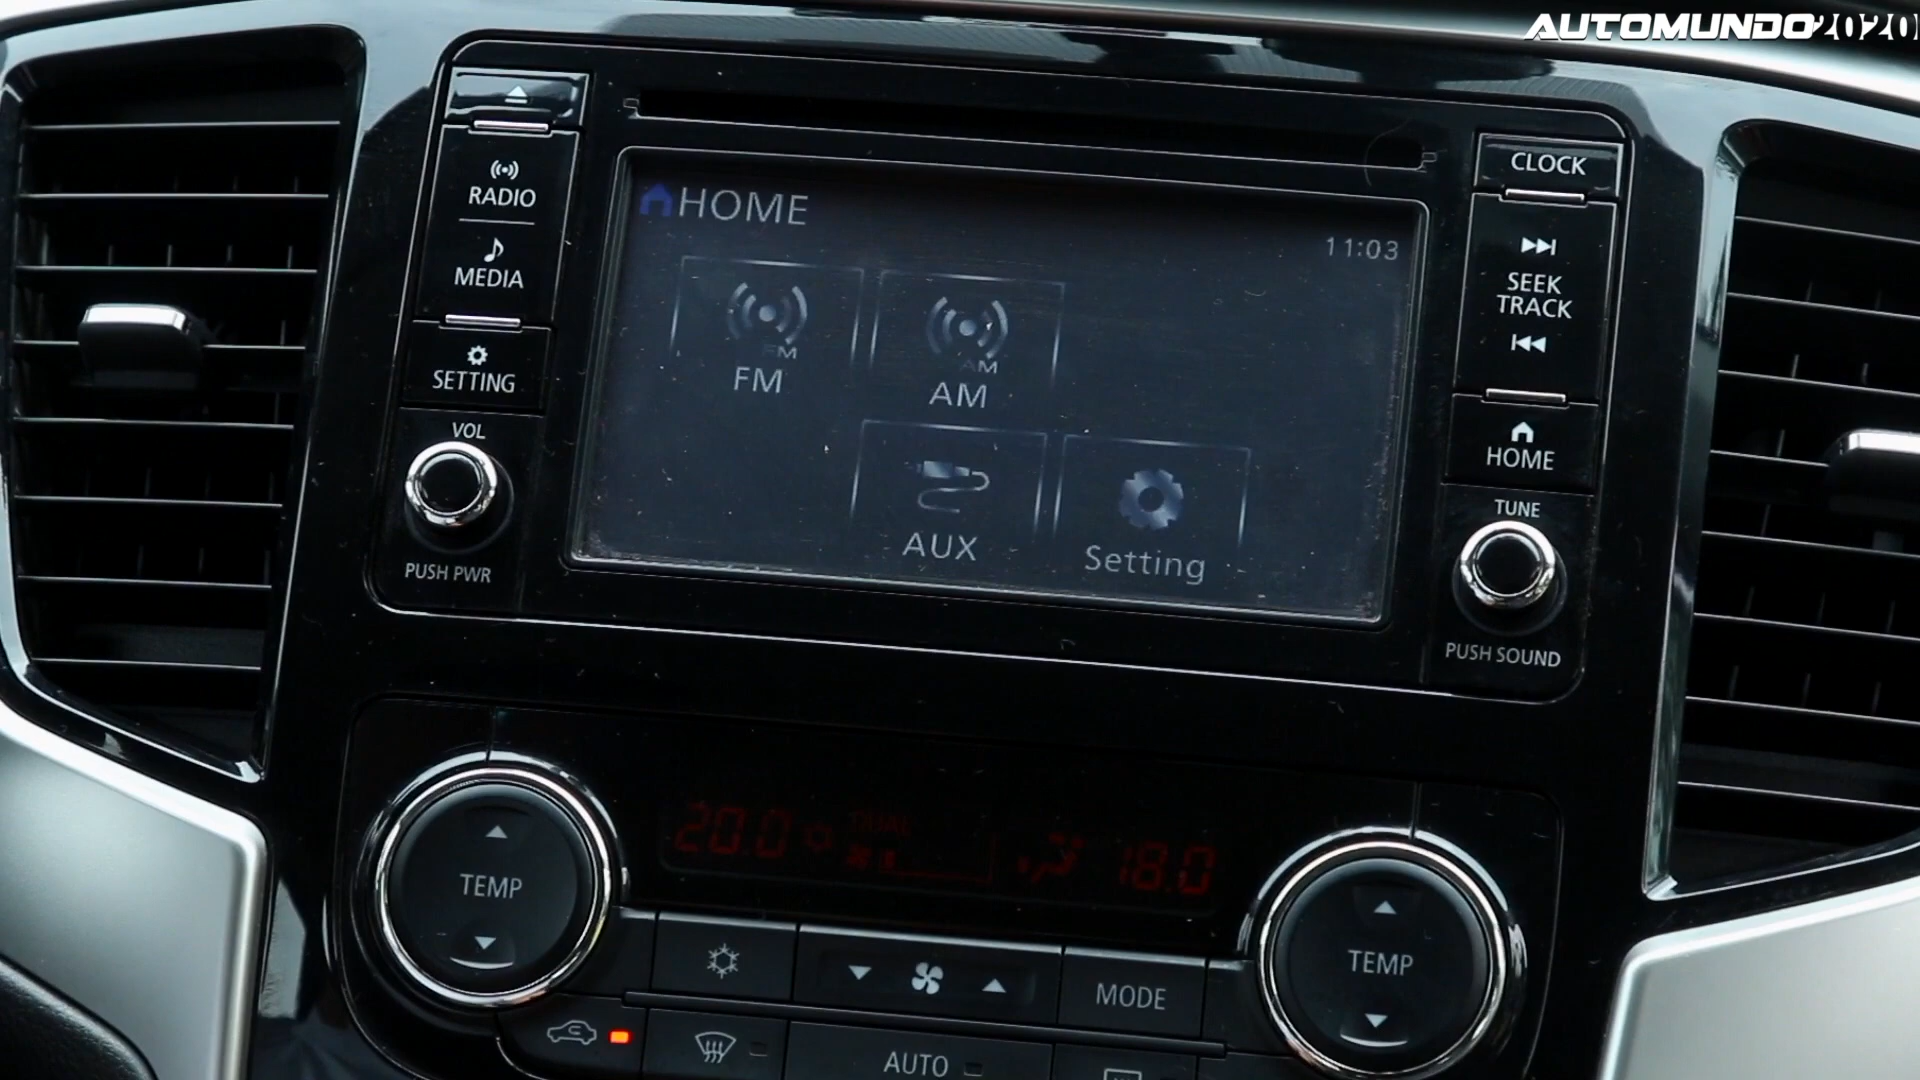 AUTOMUNDO2020
RADIO
MEDIA
SETTING
VOL
PUSH PWR
HOME
11:03
FM
FM
AM
AM
AUX
Setting
CLOCK
SEEK
TRACK
HOME
TUNE
PUSH SOUND
20.0
DUAL
18.0
TEMP
TEMP
MODE
AUTO